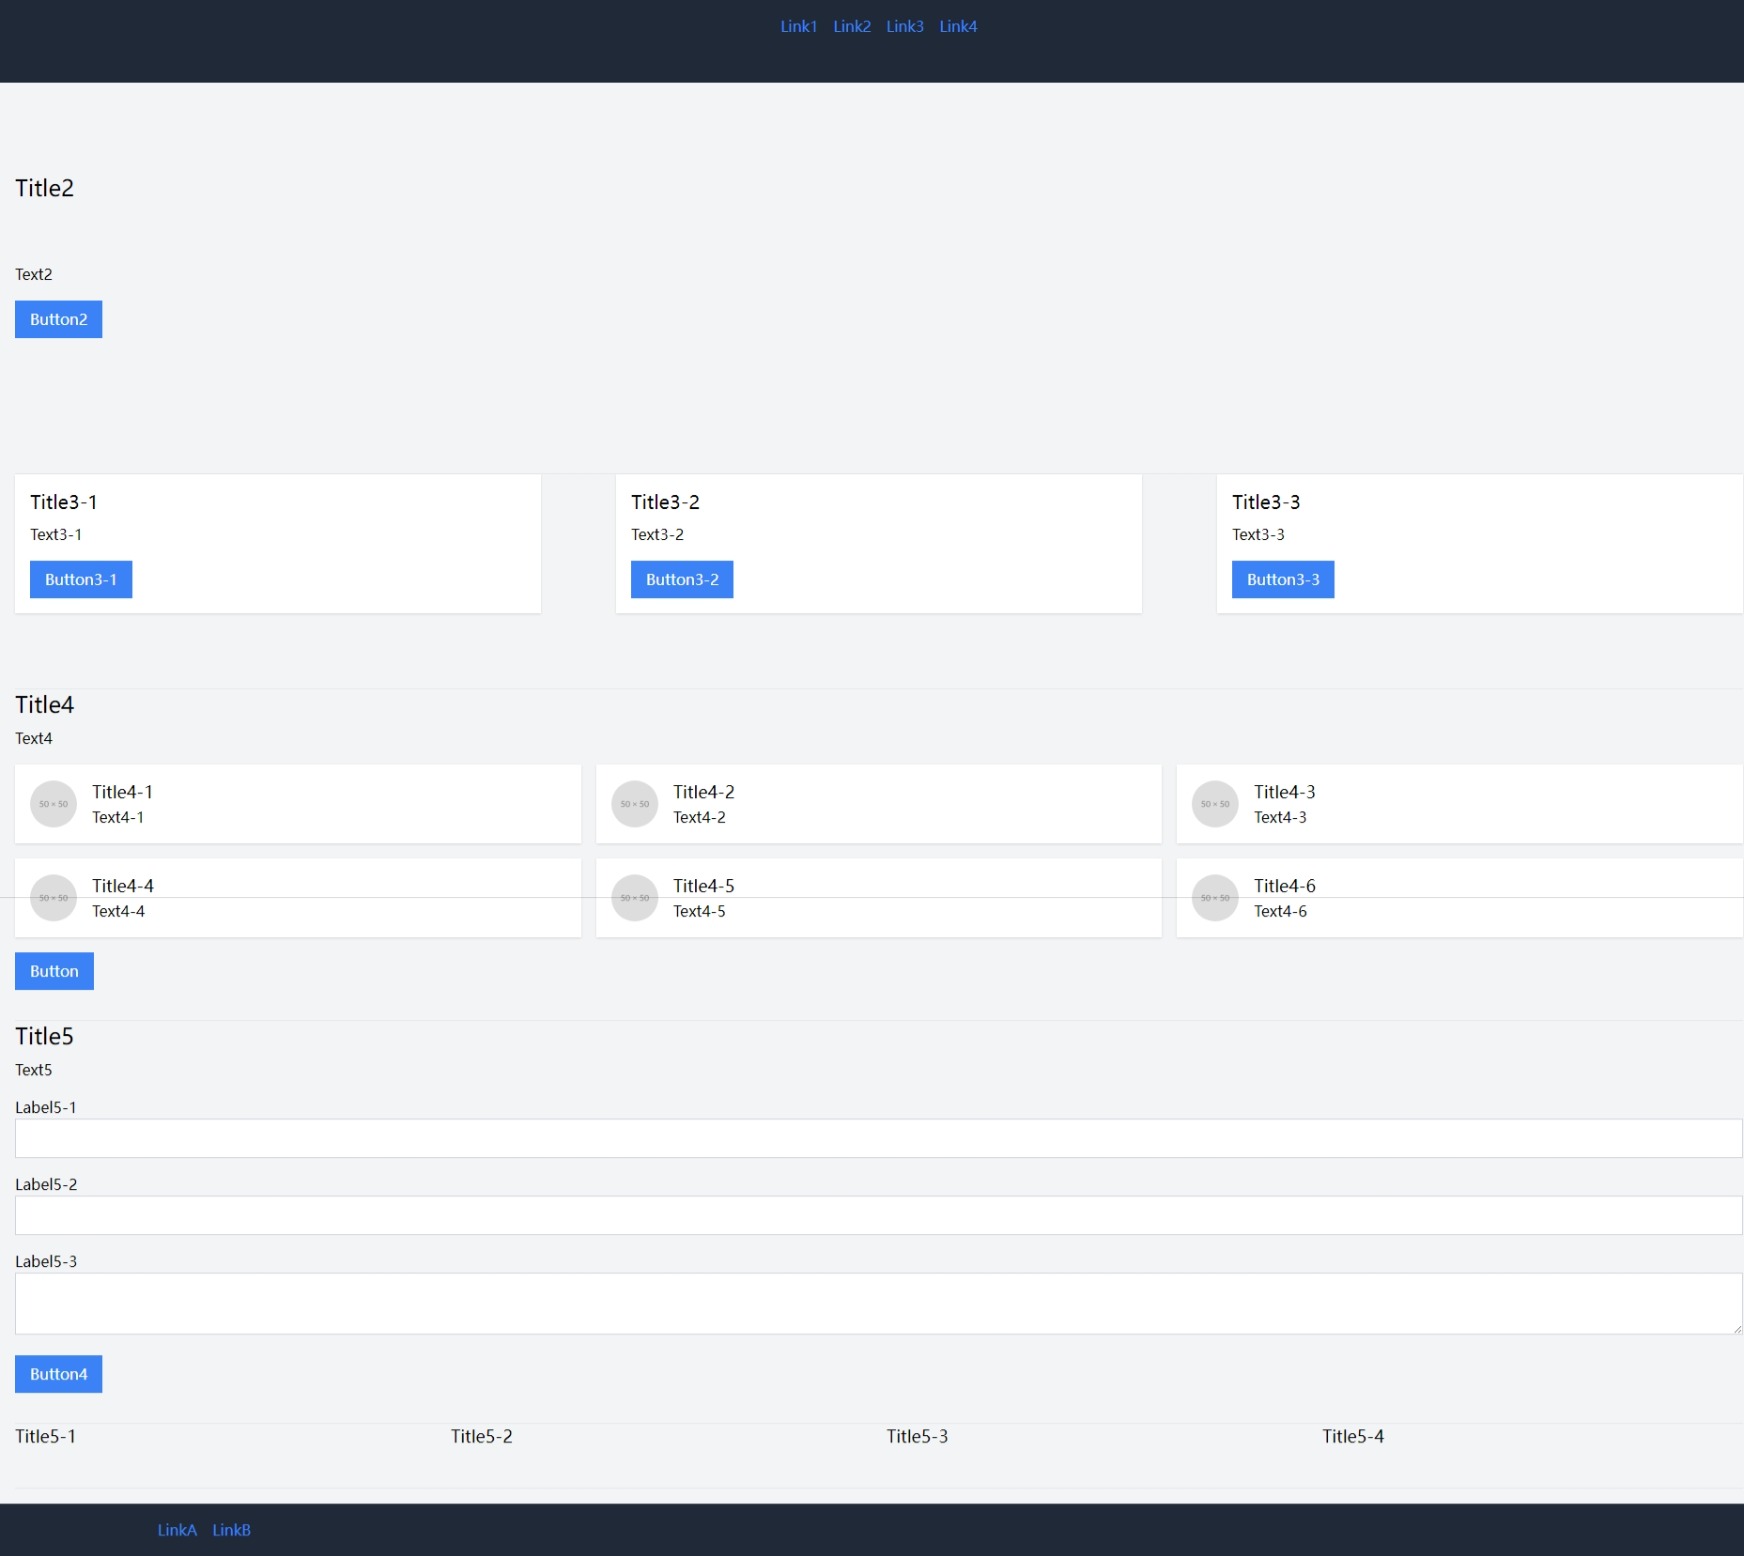 Link1 Link2 Link3 Link4
Title2
Text2
Button2
Title3-1
Text3-1
Button3-1
Title3-2
Text3-2
Button3-2
Title3-3
Text3-3
Button3-3
Title4
Text4
50 × 50
Title4-1
Text4-1
50 × 50
Title4-2
Text4-2
50 × 50
Title4-3
Text4-3
50 × 50
Title4-4
Text4-4
50 × 50
Title4-5
Text4-5
50 × 50
Title4-6
Text4-6
Button
Title5
Text5
Label5-1
Label5-2
Label5-3
Button4
Title5-1 Title5-2 Title5-3 Title5-4
LinkA LinkB